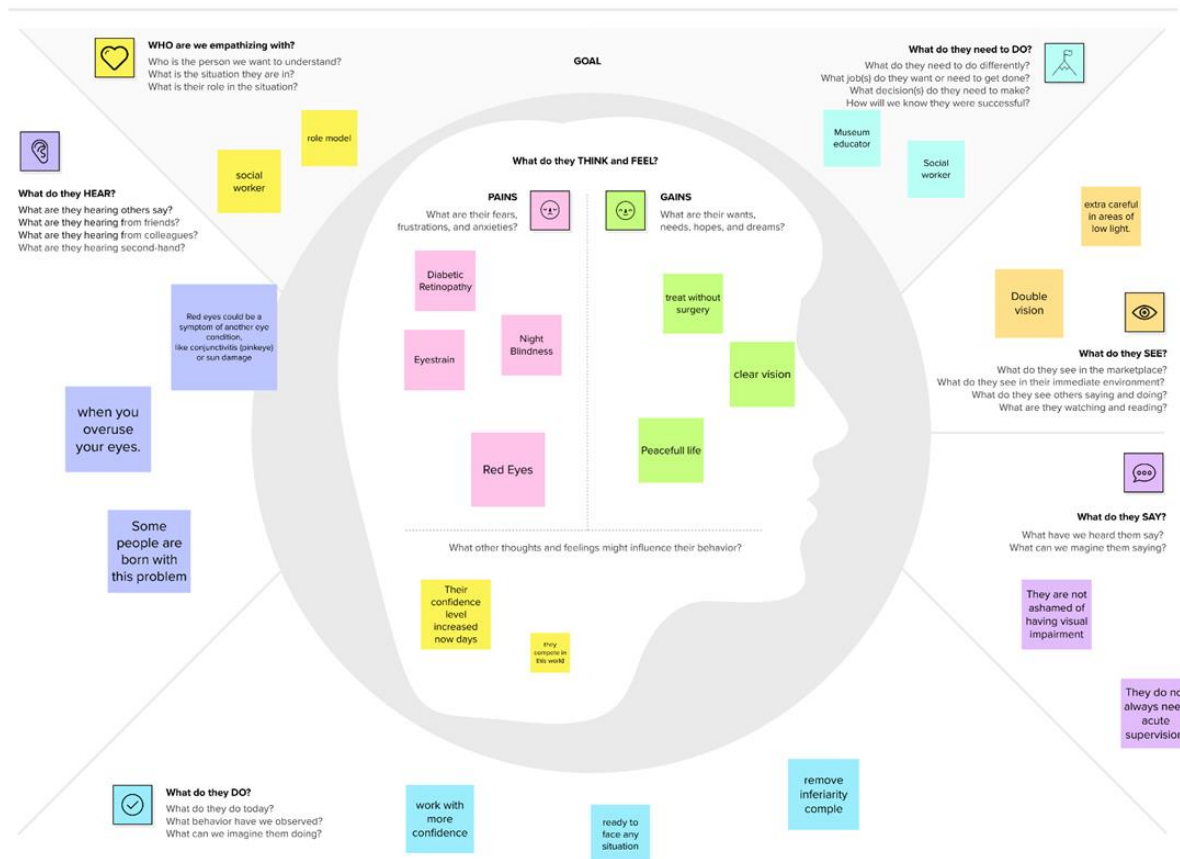 WHO are we empathizing with?
Who is the person we want to understand?
What is the situation they are in?
What is their role in the situation?
role model
social
worker
GOAL
What do they need to DO?
What do they need to do differently?
What job(s) do they want or need to get done?
What decision(s) do they need to make?
How will we know they were successful?
Museum
educator
Social
worker
What do they HEAR?
What are they hearing others say?
What are they hearing from friends?
What are they hearing from colleagues?
What are they hearing second-hand?
Red eyes could be a
symptom of another eye
condition,
like conjunctivitis (pinkeye)
or sun damage
when you
overuse
your eyes.
Some
people are
born with
this problem
What do they THINK and FEEL?
PAINS
What are their fears,
frustrations, and anxieties?
Diabetic
Retinopathy
Eyestrain
Night
Blindness
Red Eyes
GAINS
What are their wants,
needs, hopes, and dreams?
treat without
surgery
clear vision
Peacefull life
What other thoughts and feelings might influence their behavior?
Their
confidence
level
increased
now days
they
compete in
this world
extra careful
in areas of
low light.
Double
vision
What do they SEE?
What do they see in the marketplace?
What do they see in their immediate environment?
What do they see others saying and doing?
What are they watching and reading?
What do they SAY?
What have we heard them say?
What can we magine them saying?
They are not
ashamed of
having visual
impairment
They do no
always nee
acute
supervision
What do they DO?
What do they do today?
What behavior have we observed?
What can we imagine them doing?
work with
more
confidence
ready to
face any
situation
remove
inferiarity
comple